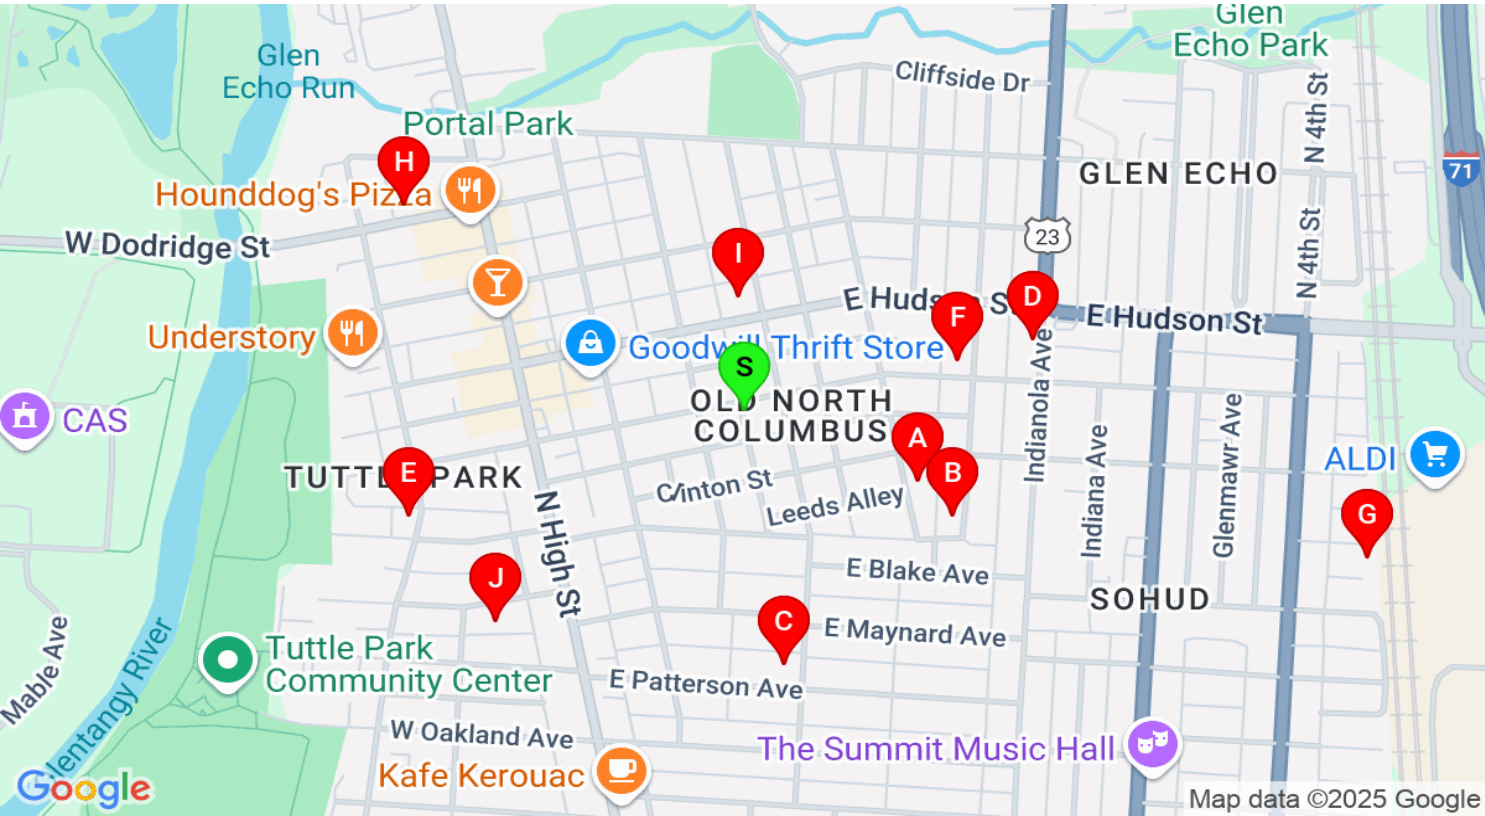 Glen
Echo Park
Glen
Echo Run
Cliffside Dr
N 4th St
Portal Park
H
GLEN ECHO
71
Hounddog's Pizza
W Dodridge St
23
N 4th St
I
E Hudson St
D
E Hudson St
F
Understory
Goodwill Thrift Store
S
Indianola Ave
OLD NORTH
COLUMBUS
CAS
A
Glenmawr Ave
Indiana Ave
ALDI
TUTTLE PARK
E
B
Clinton St
Leeds Alley
N High St
G
E Blake Ave
J
SOHUD
C
E Maynard Ave
Mable Ave
Tuttle Park
Community Center
E Patterson Ave
Olentangy River
W Oakland Ave
The Summit Music Hall
Kafe Kerouac
Google
Map data ©2025 Google